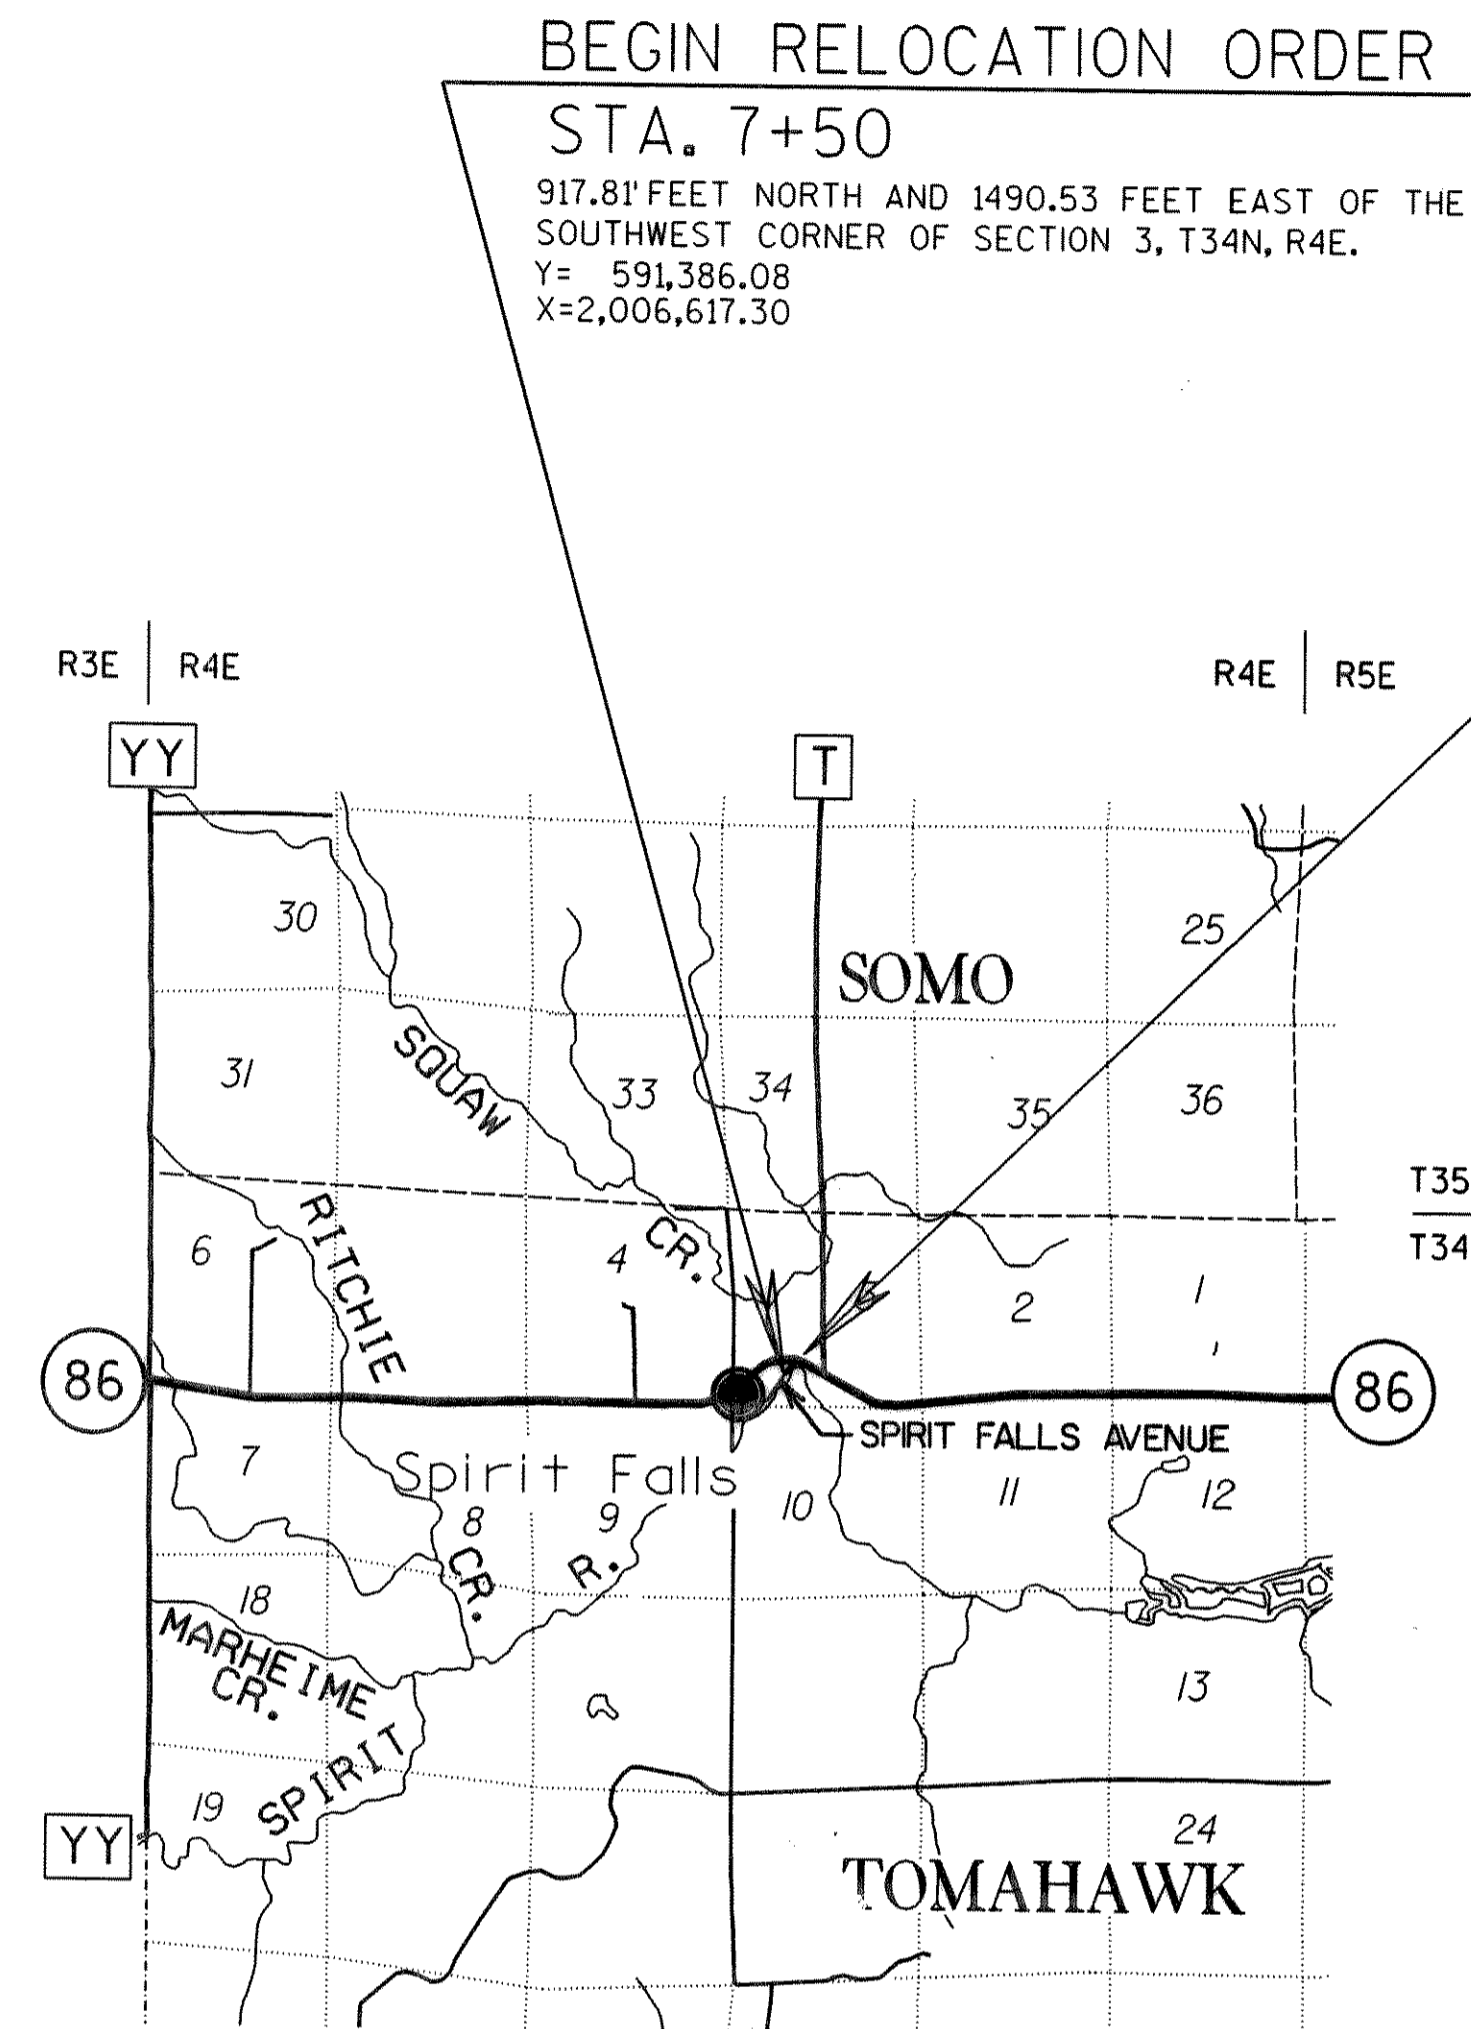 BEGIN RELOCATION ORDER
STA. 7+50
917.81' FEET NORTH AND 1490.53 FEET EAST OF THE
SOUTHWEST CORNER OF SECTION 3, T34N, R4E.
Y= 591,386.08
X=2,006,617.30
R3E R4E
R4E R5E
YY
T
30
25
SOMO
31
SQUAW
33
34
35
36
T35
6
RITCHIE
4
CR.
2
1
T34
86
86
SPIRIT FALLS AVENUE
7
Spirit Falls
8
9
10
11
12
CR.
R.
18
MARHEIME
CR.
13
SPIRIT
19
YY
24
TOMAHAWK